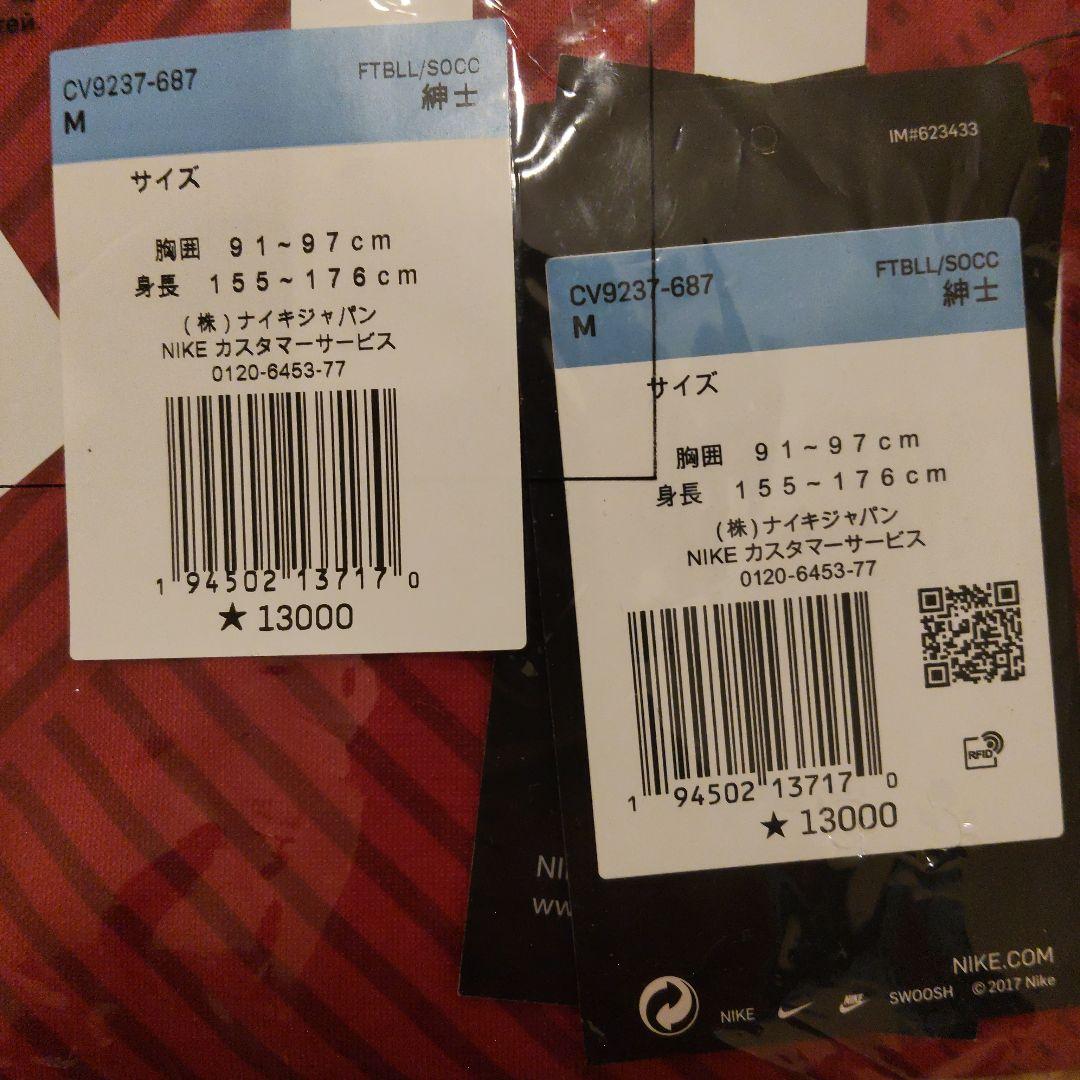 тей.
CV9237-687
FTBLL/SOCC
M
紳士
サイズ
胸囲 91~97cm
身長 155~176cm
(株)ナイキジャパン
NIKE カスタマーサービス
0120-6453-77
1 94502 13717 0
★ 13000
IM#623433
CV9237-687
FTBLL/SOCC
M
紳士
サイズ
胸囲 91~97cm
身長 155~176cm
(株)ナイキジャパン
NIKE カスタマーサービス
0120-6453-77
RFID
1 94502 13717 0
★ 13000
NI
ww
NIKE.COM
NIKE NIKE SWOOSH ©2017 Nike